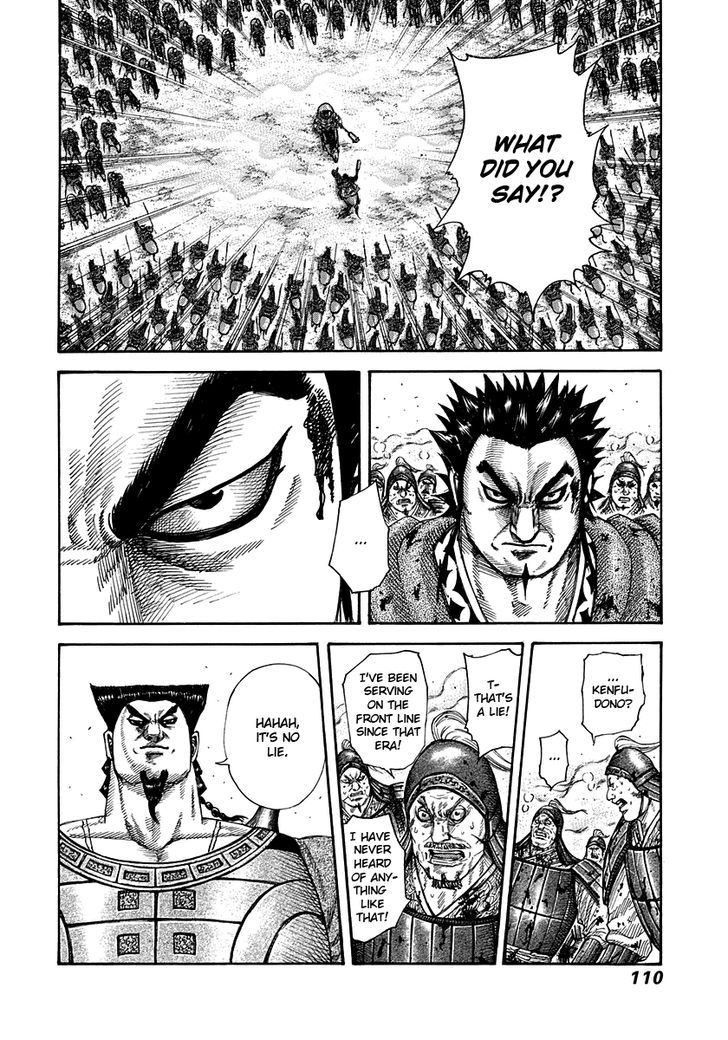 WHAT
DID YOU
SAY!?
...
...
KENFU-
DONO?
...
T-
THAT'S
A LIE!
I'VE BEEN
SERVING
ON THE
FRONT LINE
SINCE THAT
ERA!
I HAVE
NEVER
HEARD
OF ANY-
THING
LIKE
THAT!
HAHAH,
IT'S NO
LIE.
110